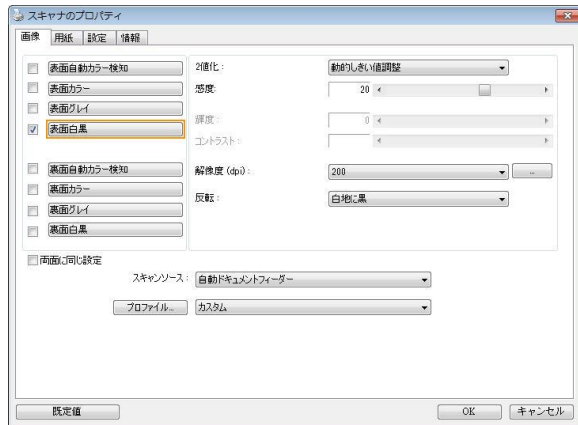 スキャナのプロパティ
画像 用紙 設定 情報
表面自動カラー検知 2値化： 動的しきい値調整
表面カラー 感度: 20
表面グレイ
表面白黒 輝度： 0
コントラスト：
裏面自動カラー検知 解像度 (dpi)： 200 ..
裏面カラー 反転： 白地に黒
裏面グレイ
裏面白黒
両面に同じ設定
スキャンソース： 自動ドキュメントフィーダー
プロファイル... カスタム
既定値 OK キャンセル